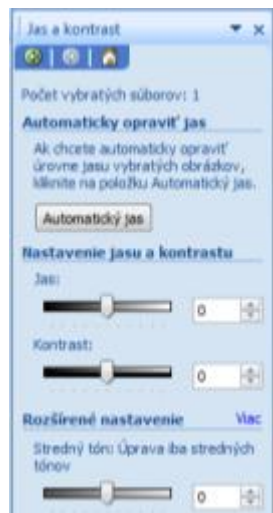 Jas a kontrast
Počet vybratých súborov: 1
Automaticky opraviť jas
Ak chcete automaticky opraviť
úrovne jasu vybratých obrázkov,
kliknite na položku Automatický jas.
Automatický jas
Nastavenie jasu a kontrastu
Jas:
0
Kontrast:
0
Rozšírené nastavenie Viac
Stredný tón: Úprava iba stredných
tónov
0